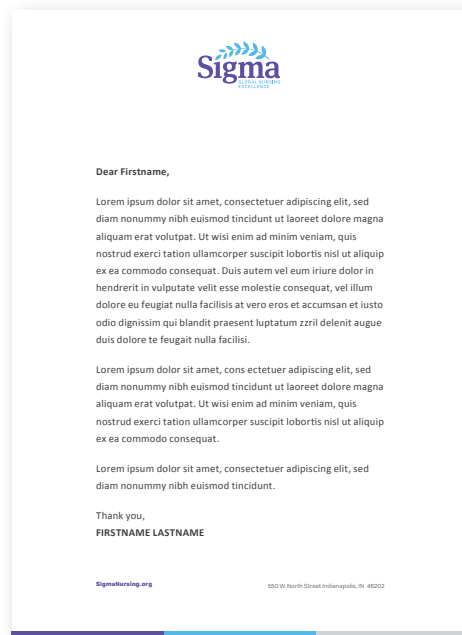 Sigma
GLOBAL NURSING
EXCELLENCE
Dear Firstname,
Lorem ipsum dolor sit amet, consectetuer adipiscing elit, sed
diam nonummy nibh euismod tincidunt ut laoreet dolore magna
aliquam erat volutpat. Ut wisi enim ad minim veniam, quis
nostrud exerci tation ullamcorper suscipit lobortis nisl ut aliquip
ex ea commodo consequat. Duis autem vel eum iriure dolor in
hendrerit in vulputate velit esse molestie consequat, vel illum
dolore eu feugiat nulla facilisis at vero eros et accumsan et iusto
odio dignissim qui blandit praesent luptatum zzril delenit augue
duis dolore te feugait nulla facilisi.
Lorem ipsum dolor sit amet, cons ectetuer adipiscing elit, sed
diam nonummy nibh euismod tincidunt ut laoreet dolore magna
aliquam erat volutpat. Ut wisi enim ad minim veniam, quis
nostrud exerci tation ullamcorper suscipit lobortis nisl ut aliquip
ex ea commodo consequat.
Lorem ipsum dolor sit amet, consectetuer adipiscing elit, sed
diam nonummy nibh euismod tincidunt.
Thank you,
FIRSTNAME LASTNAME
SigmaNursing.org
550 W. North Street Indianapolis, IN 46202